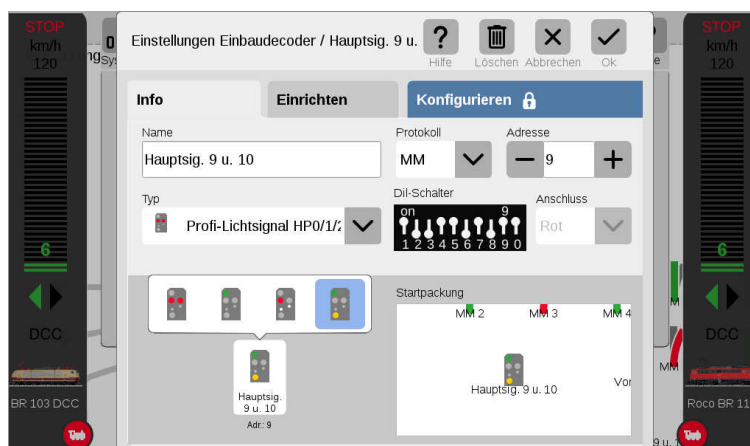 STOP
km/h
120
6
DCC
BR 103 DCC
Einstellungen Einbaudecoder / Hauptsig. 9 u.
?
Hilfe
Löschen
Abbrechen
Ok
Info
Einrichten
Konfigurieren
Name
Hauptsig. 9 u. 10
Protokoll
MM
Adresse
9
Typ
Profi-Lichtsignal HP0/1/2
Dil-Schalter
on 9
1 2 3 4 5 6 7 8 9 0
Anschluss
Rot
Hauptsig.
9 u. 10
Adr.: 9
Startpackung
MM 2
MM 3
MM 4
Hauptsig. 9 u. 10
Vor
STOP
km/h
120
6
DCC
Roco BR 11